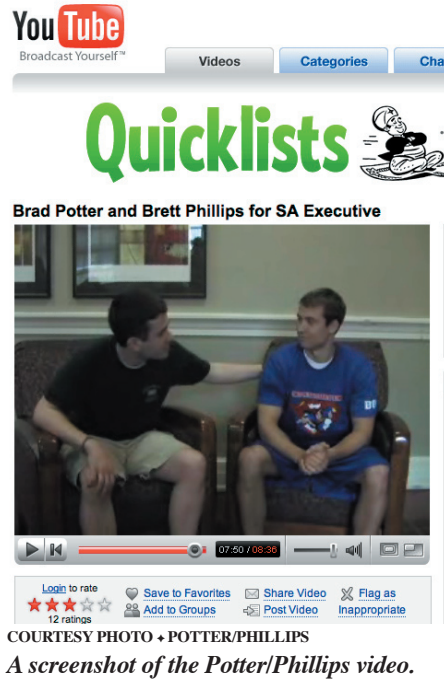 You Tube
Broadcast Yourself™
Videos
Categories
Cha
Quicklists
Brad Potter and Brett Phillips for SA Executive
07:50 / 08:36
Login to rate
12 ratings
Save to Favorites
Add to Groups
Share Video
Post Video
Flag as
Inappropriate
COURTESY PHOTO ✦ POTTER/PHILLIPS
A screenshot of the Potter/Phillips video.